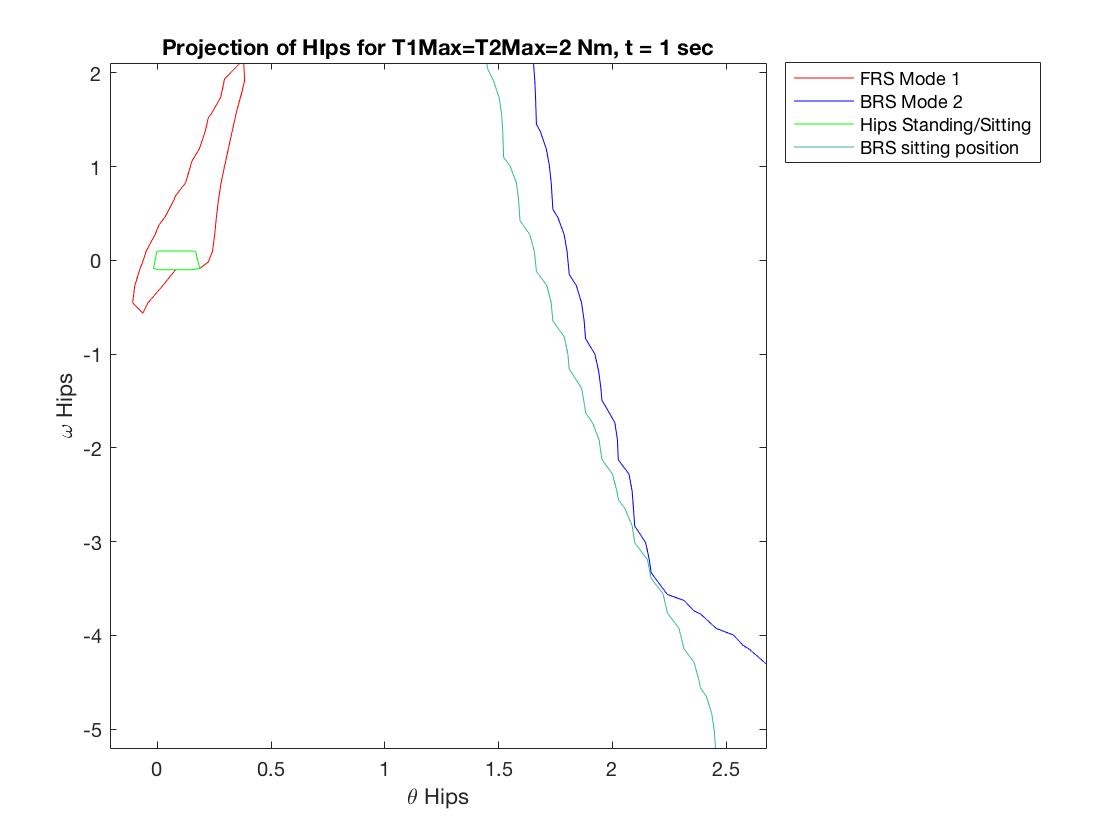 Projection of HIps for T1Max=T2Max=2 Nm, t = 1 sec
FRS Mode 1
BRS Mode 2
Hips Standing/Sitting
BRS sitting position
2
1
0
-1
-2
-3
-4
-5
ω Hips
0
0.5
1
1.5
2
2.5
θ Hips